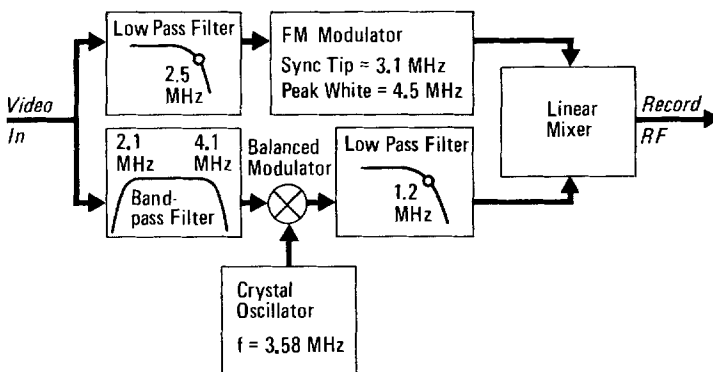 Video
In
Low Pass Filter
2.5
MHz
FM Modulator
Sync Tip = 3.1 MHz
Peak White = 4.5 MHz
Linear
Mixer
Record
RF
2.1
MHz
4.1
MHz
Band-
pass Filter
Balanced
Modulator
Low Pass Filter
1.2
MHz
Crystal
Oscillator
f = 3.58 MHz